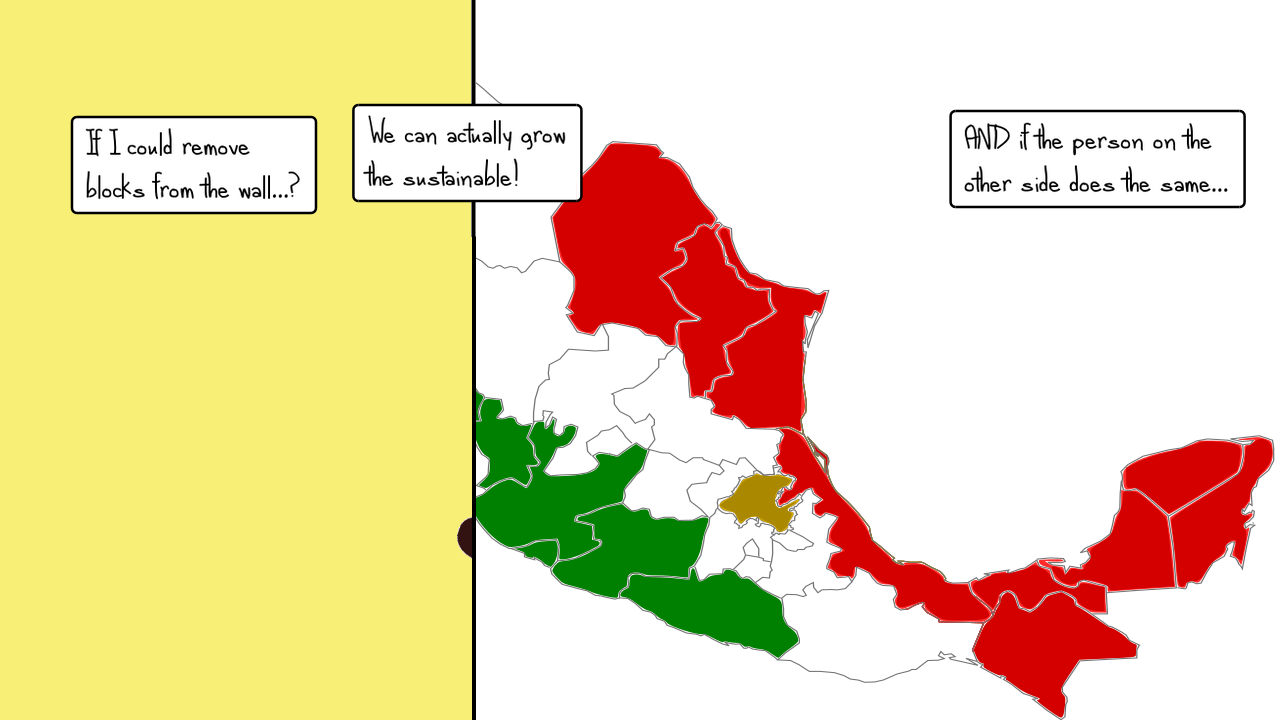 If I could remove
blocks from the wall...?
We can actually grow
the sustainable!
AND if the person on the
other side does the same...